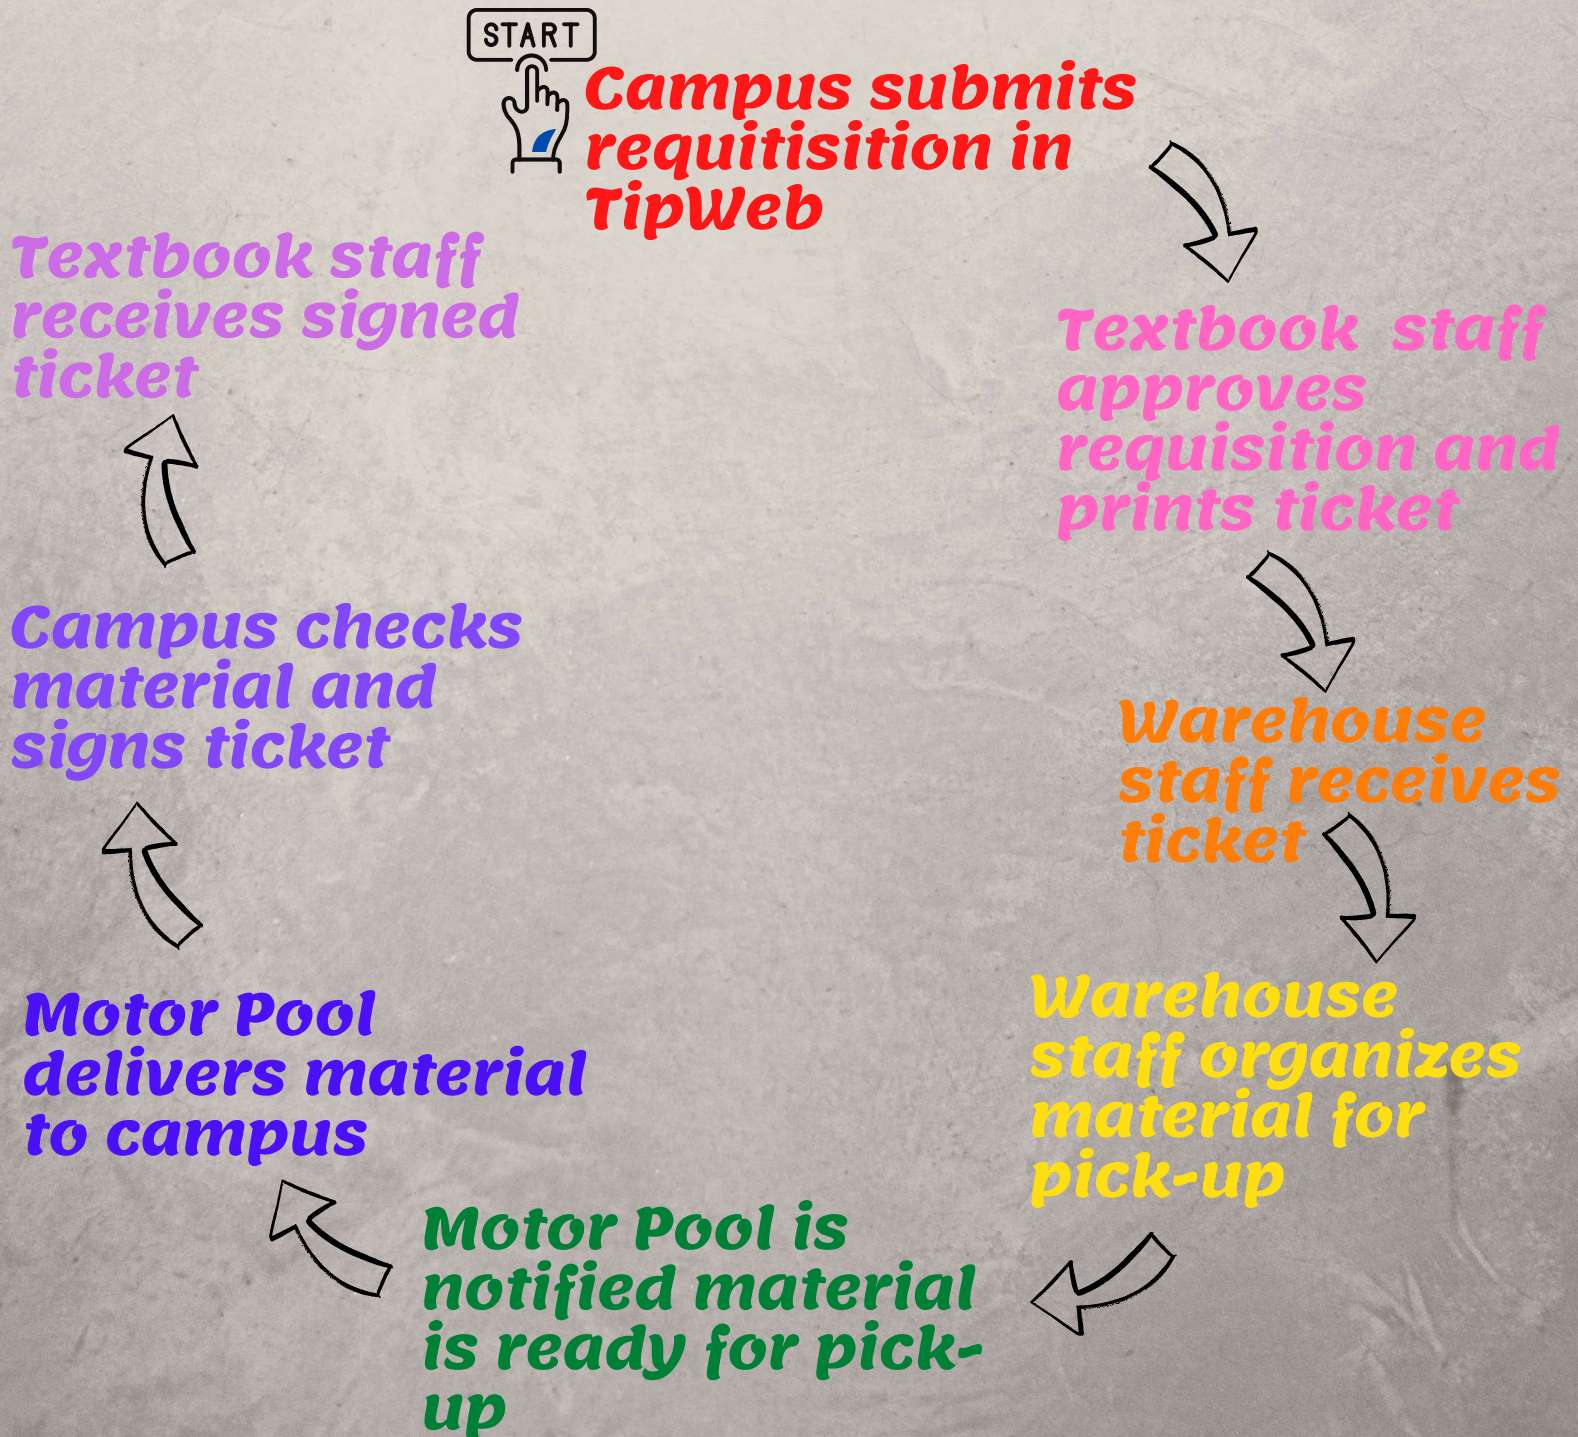 START
Campus submits
requitisition in
TipWeb
Textbook staff
approves
requisition and
prints ticket
Warehouse
staff receives
ticket
Warehouse
staff organizes
material for
pick-up
Motor Pool is
notified material
is ready for pick-
up
Motor Pool
delivers material
to campus
Campus checks
material and
signs ticket
Textbook staff
receives signed
ticket